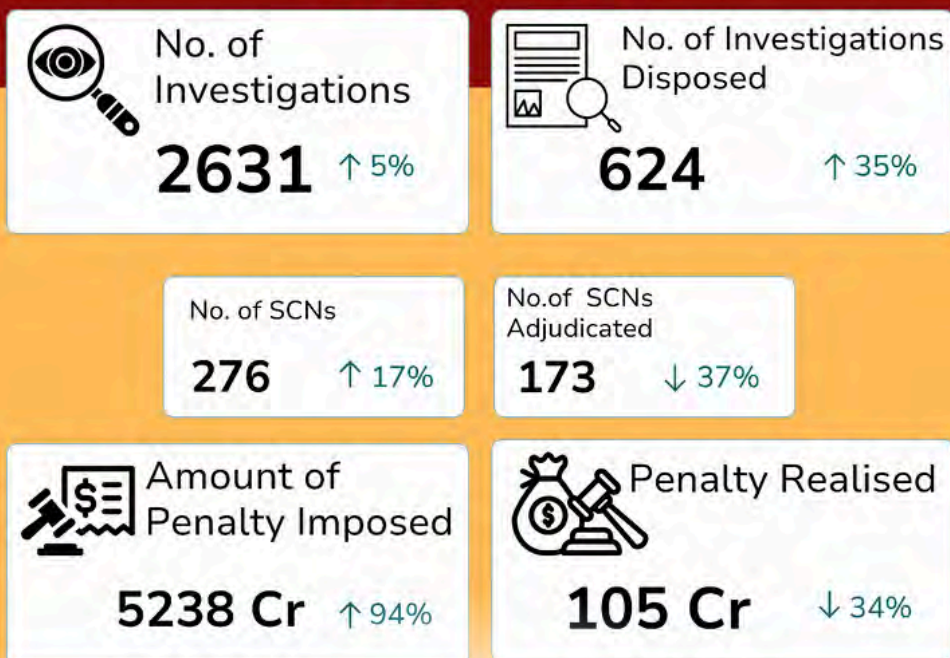 No. of
Investigations
2631 ↑ 5%
No. of Investigations
Disposed
624 ↑ 35%
No. of SCNs
276 ↑ 17%
No.of SCNs
Adjudicated
173 ↓ 37%
$
Amount of
Penalty Imposed
5238 Cr ↑ 94%
$
Penalty Realised
105 Cr ↓ 34%